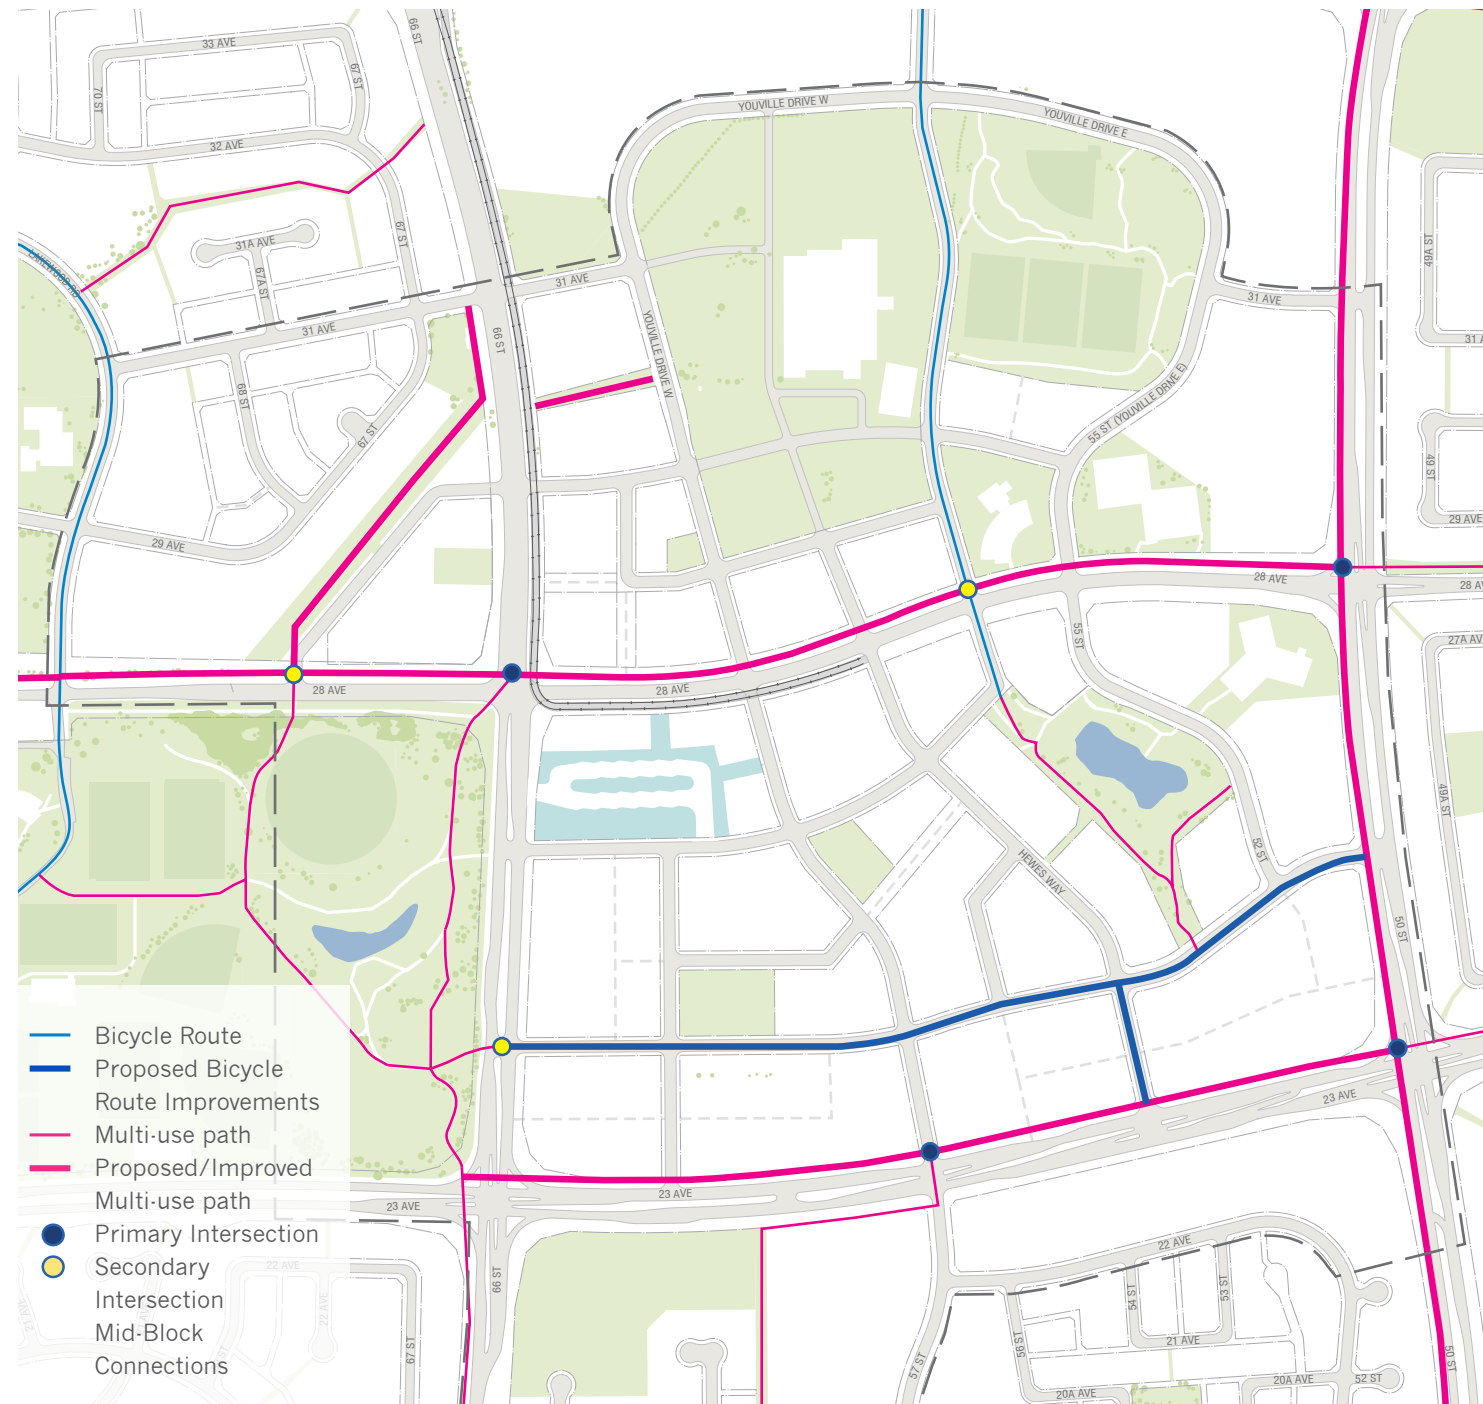 33 AVE
66 ST
67 ST
70 ST
YOUVILLE DRIVE W
YOUVILLE DRIVE E
32 AVE
67 ST
31A AVE
49A ST
LAKEWOOD RD
67A ST
31 AVE
31 AVE
31 AVE
66 ST
YOUVILLE DRIVE W
31 A
68 ST
55 ST (YOUVILLE DRIVE E)
67 ST
49 ST
29 AVE
29 AVE
28 AVE
28 AV
55 ST
27A AV
28 AVE
28 AVE
49A ST
52 ST
HEWES WAY
50 ST
Bicycle Route
Proposed Bicycle
Route Improvements
Multi-use path
Proposed/Improved
Multi-use path
Primary Intersection
Secondary
Intersection
Mid-Block
Connections
23 AVE
23 AVE
23 AVE
22 AVE
22 AVE
66 ST
54 ST
53 ST
22 AVE
21 AVE
67 ST
56 ST
57 ST
50 ST
20A AVE
20A AVE
52 ST